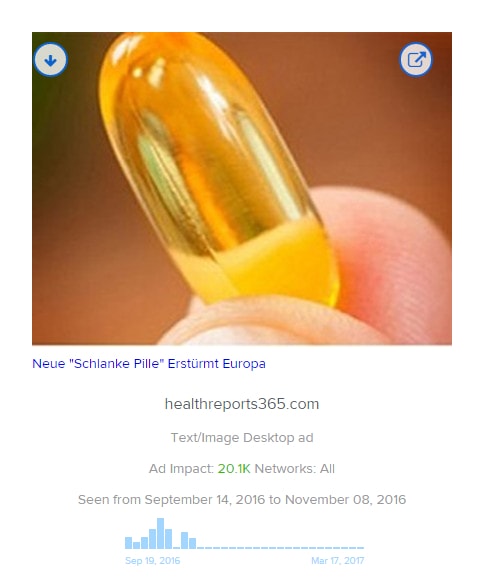 Neue "Schlanke Pille" Erstürmt Europa
healthreports365.com
Text/Image Desktop ad
Ad Impact: 20.1K Networks: All
Seen from September 14, 2016 to November 08, 2016
Sep 19, 2016 Mar 17, 2017